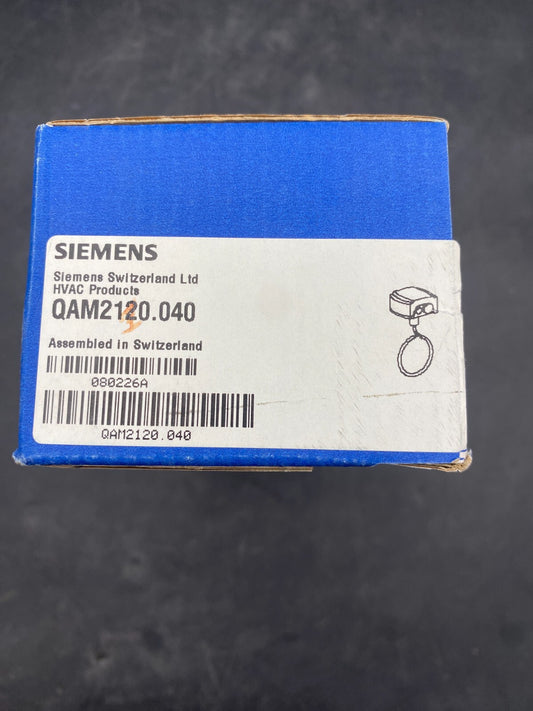 SIEMENS
Siemens Switzerland Ltd
HVAC Products
QAM2120.040
Assembled in Switzerland
080226A
QAM2120.040